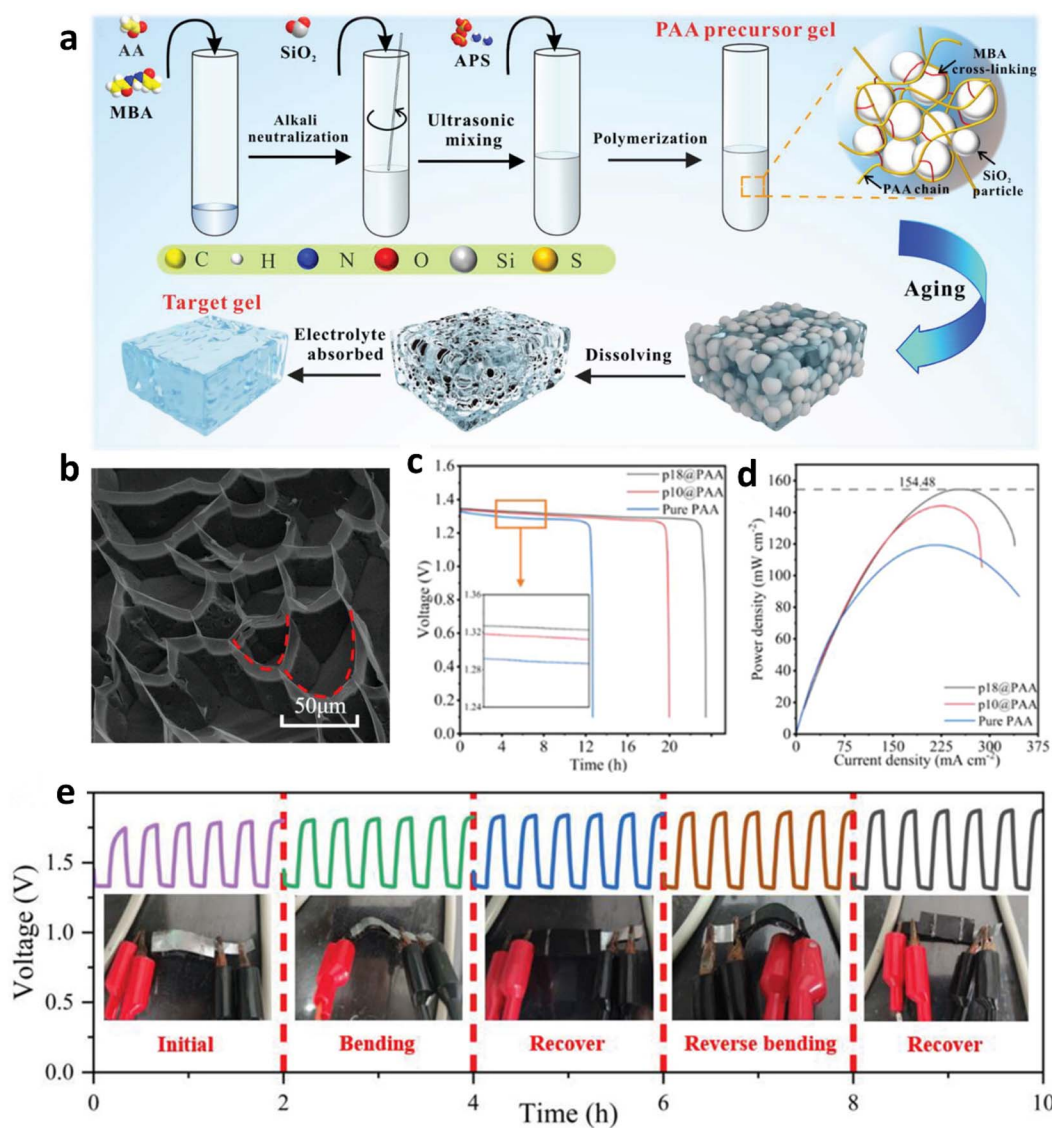 a
AA
MBA
SiO₂
APS
PAA precursor gel
MBA
cross-linking
Alkali
neutralization
Ultrasonic
mixing
Polymerization
SiO₂
particle
PAA chain
C H N O Si S
Aging
Target gel
Electrolyte
absorbed
Dissolving
b
50μm
c
p18@PAA
p10@PAA
Pure PAA
Voltage (V)
1.6
1.4
1.2
1.0
0.8
0.6
0.4
0.2
0.0
1.36
1.32
1.28
1.24
0 4 8 12 16 20
Time (h)
d
154.48
Power density (mW cm⁻²)
160
140
120
100
80
60
40
20
0
p18@PAA
p10@PAA
Pure PAA
0 75 150 225 300 375
Current density (mA cm⁻²)
e
Voltage (V)
1.5
1.0
0.5
0.0
Initial
Bending
Recover
Reverse bending
Recover
0 2 4 6 8 10
Time (h)